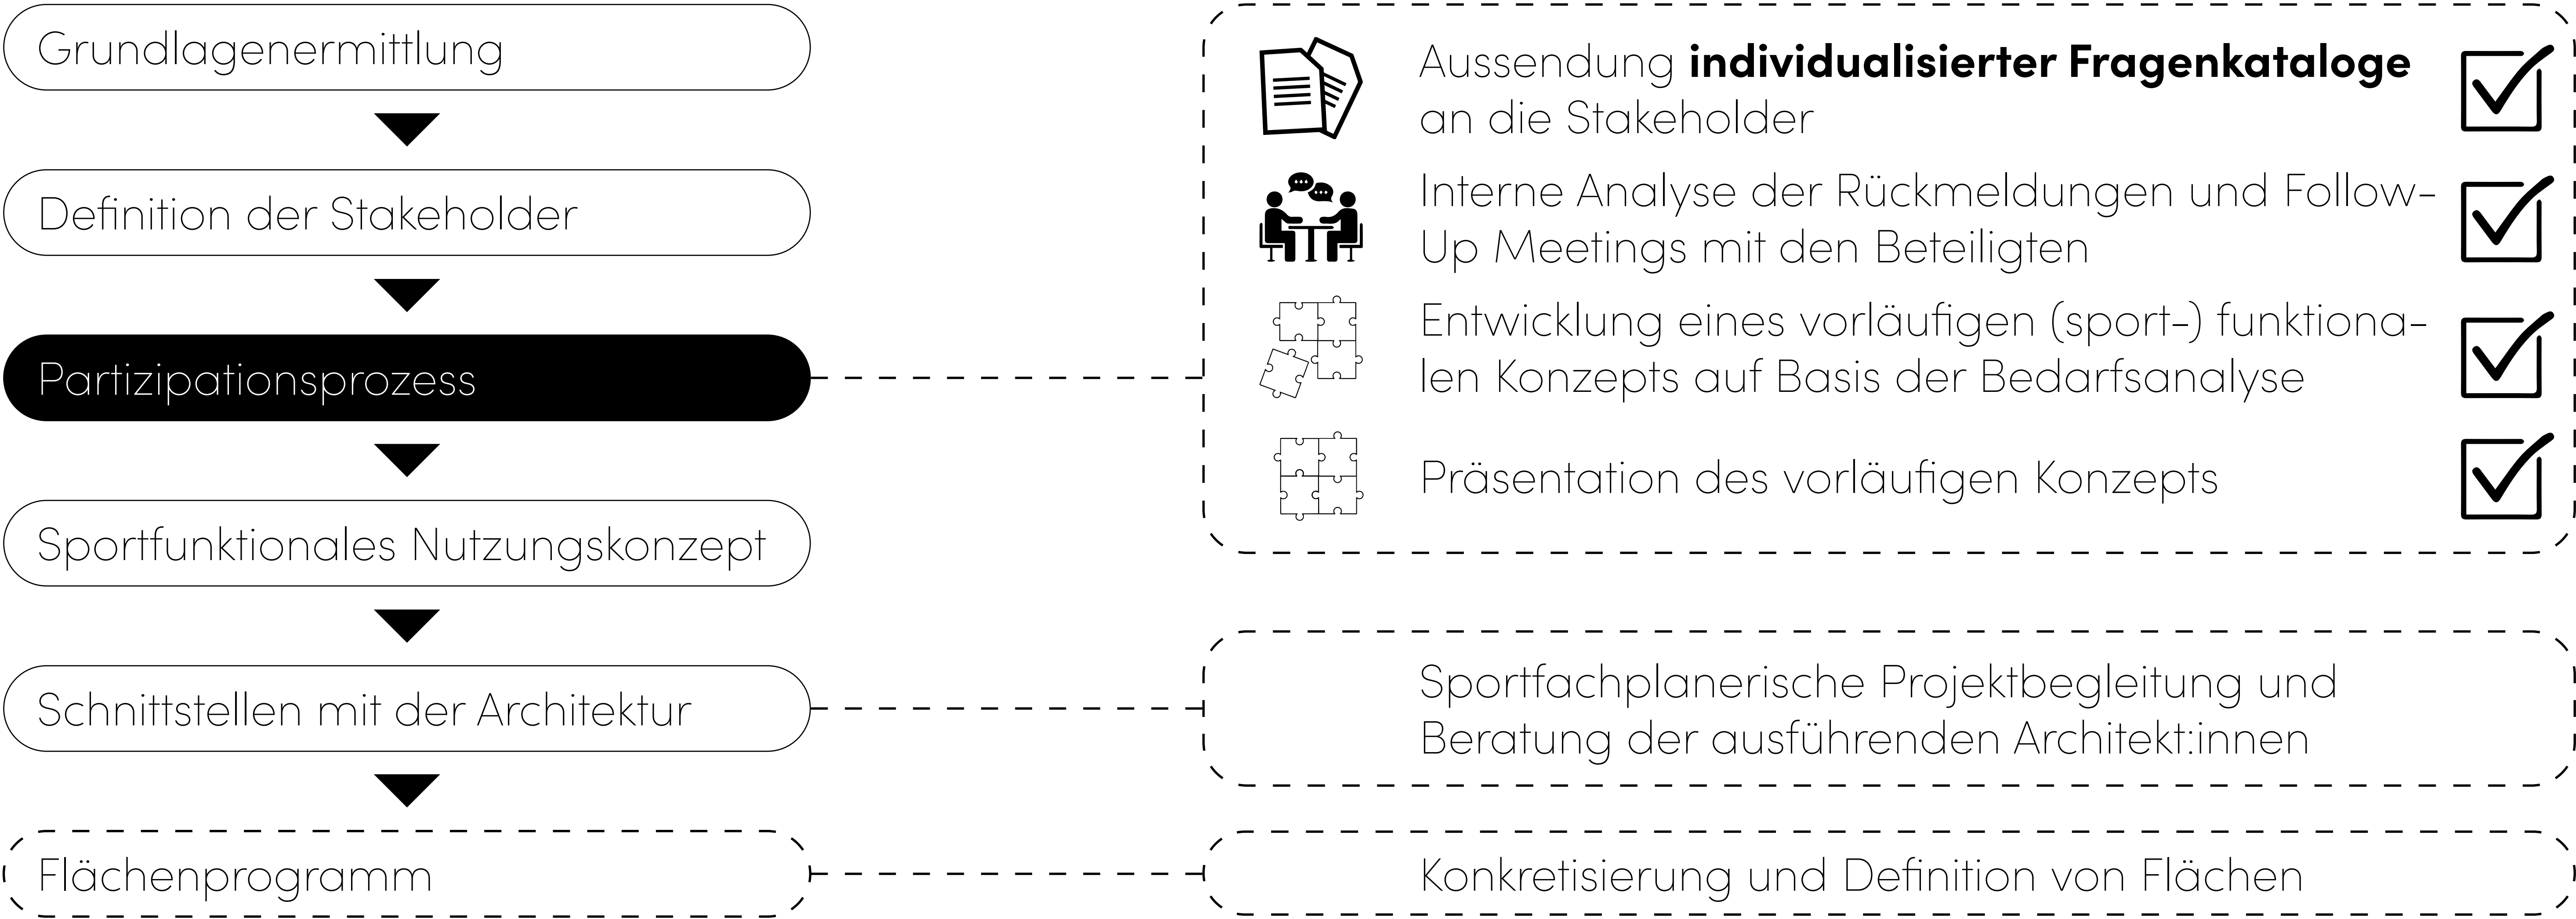 Grundlagenermittlung
Definition der Stakeholder
Partizipationsprozess
Sportfunktionales Nutzungskonzept
Schnittstellen mit der Architektur
Flächenprogramm
Aussendung individualisierter Fragenkataloge
an die Stakeholder
Interne Analyse der Rückmeldungen und Follow-
Up Meetings mit den Beteiligten
Entwicklung eines vorläufigen (sport-) funktiona-
len Konzepts auf Basis der Bedarfsanalyse
Präsentation des vorläufigen Konzepts
Sportfachplanerische Projektbegleitung und
Beratung der ausführenden Architekt:innen
Konkretisierung und Definition von Flächen